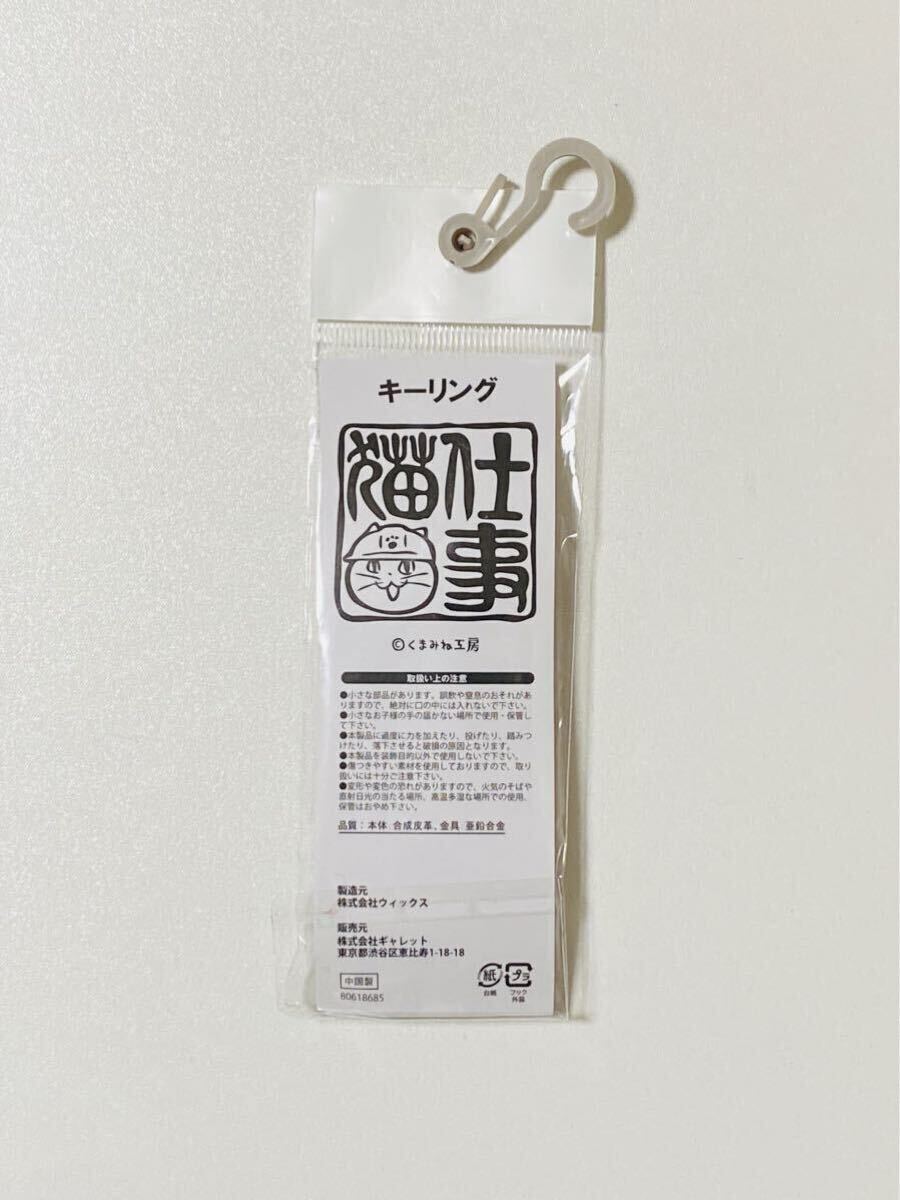 キーリング
仕事
猫
©くまみね工房
取扱い上の注意
●小さな部品があります。誤飲や窒息のおそれがあ
りますので、絶対に口の中には入れないで下さい。
●小さなお子様の手の届かない場所で使用・保管し
て下さい。
●本製品に過度に力を加えたり、投げたり、踏みつ
けたり、落下させると破損の原因となります。
●本製品を装飾目的以外で使用しないで下さい。
●傷つきやすい素材を使用しておりますので、取り
扱いには十分ご注意下さい。
●変形や変色の恐れがありますので、火気のそばや
直射日光の当たる場所、高温多湿な場所での使用、
保管はおやめ下さい。
品質：本体 合成皮革、金具 亜鉛合金
製造元
株式会社ウィックス
販売元
株式会社ギャレット
東京都渋谷区恵比寿1-18-18
中国製
80618685
紙
台紙
プラ
フック
外装